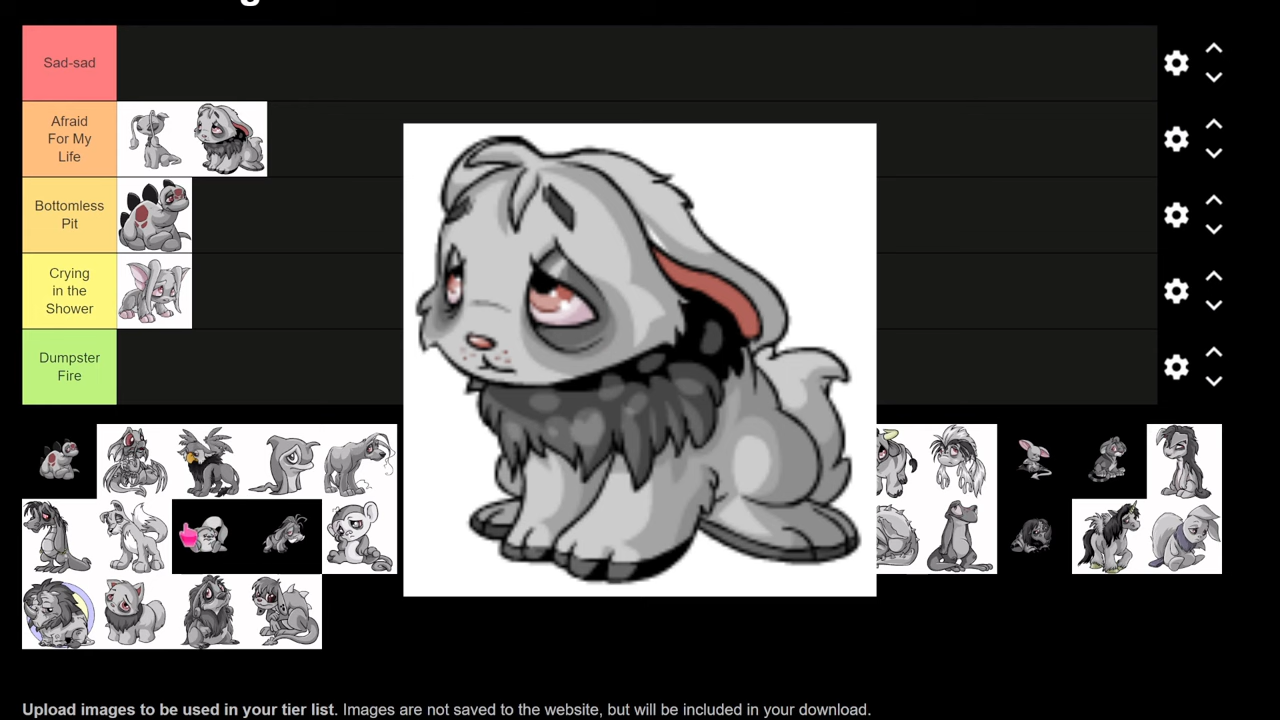 Sad-sad
Afraid
For My
Life
Bottomless
Pit
Crying
in the
Shower
Dumpster
Fire
Upload images to be used in your tier list. Images are not saved to the website, but will be included in your download.